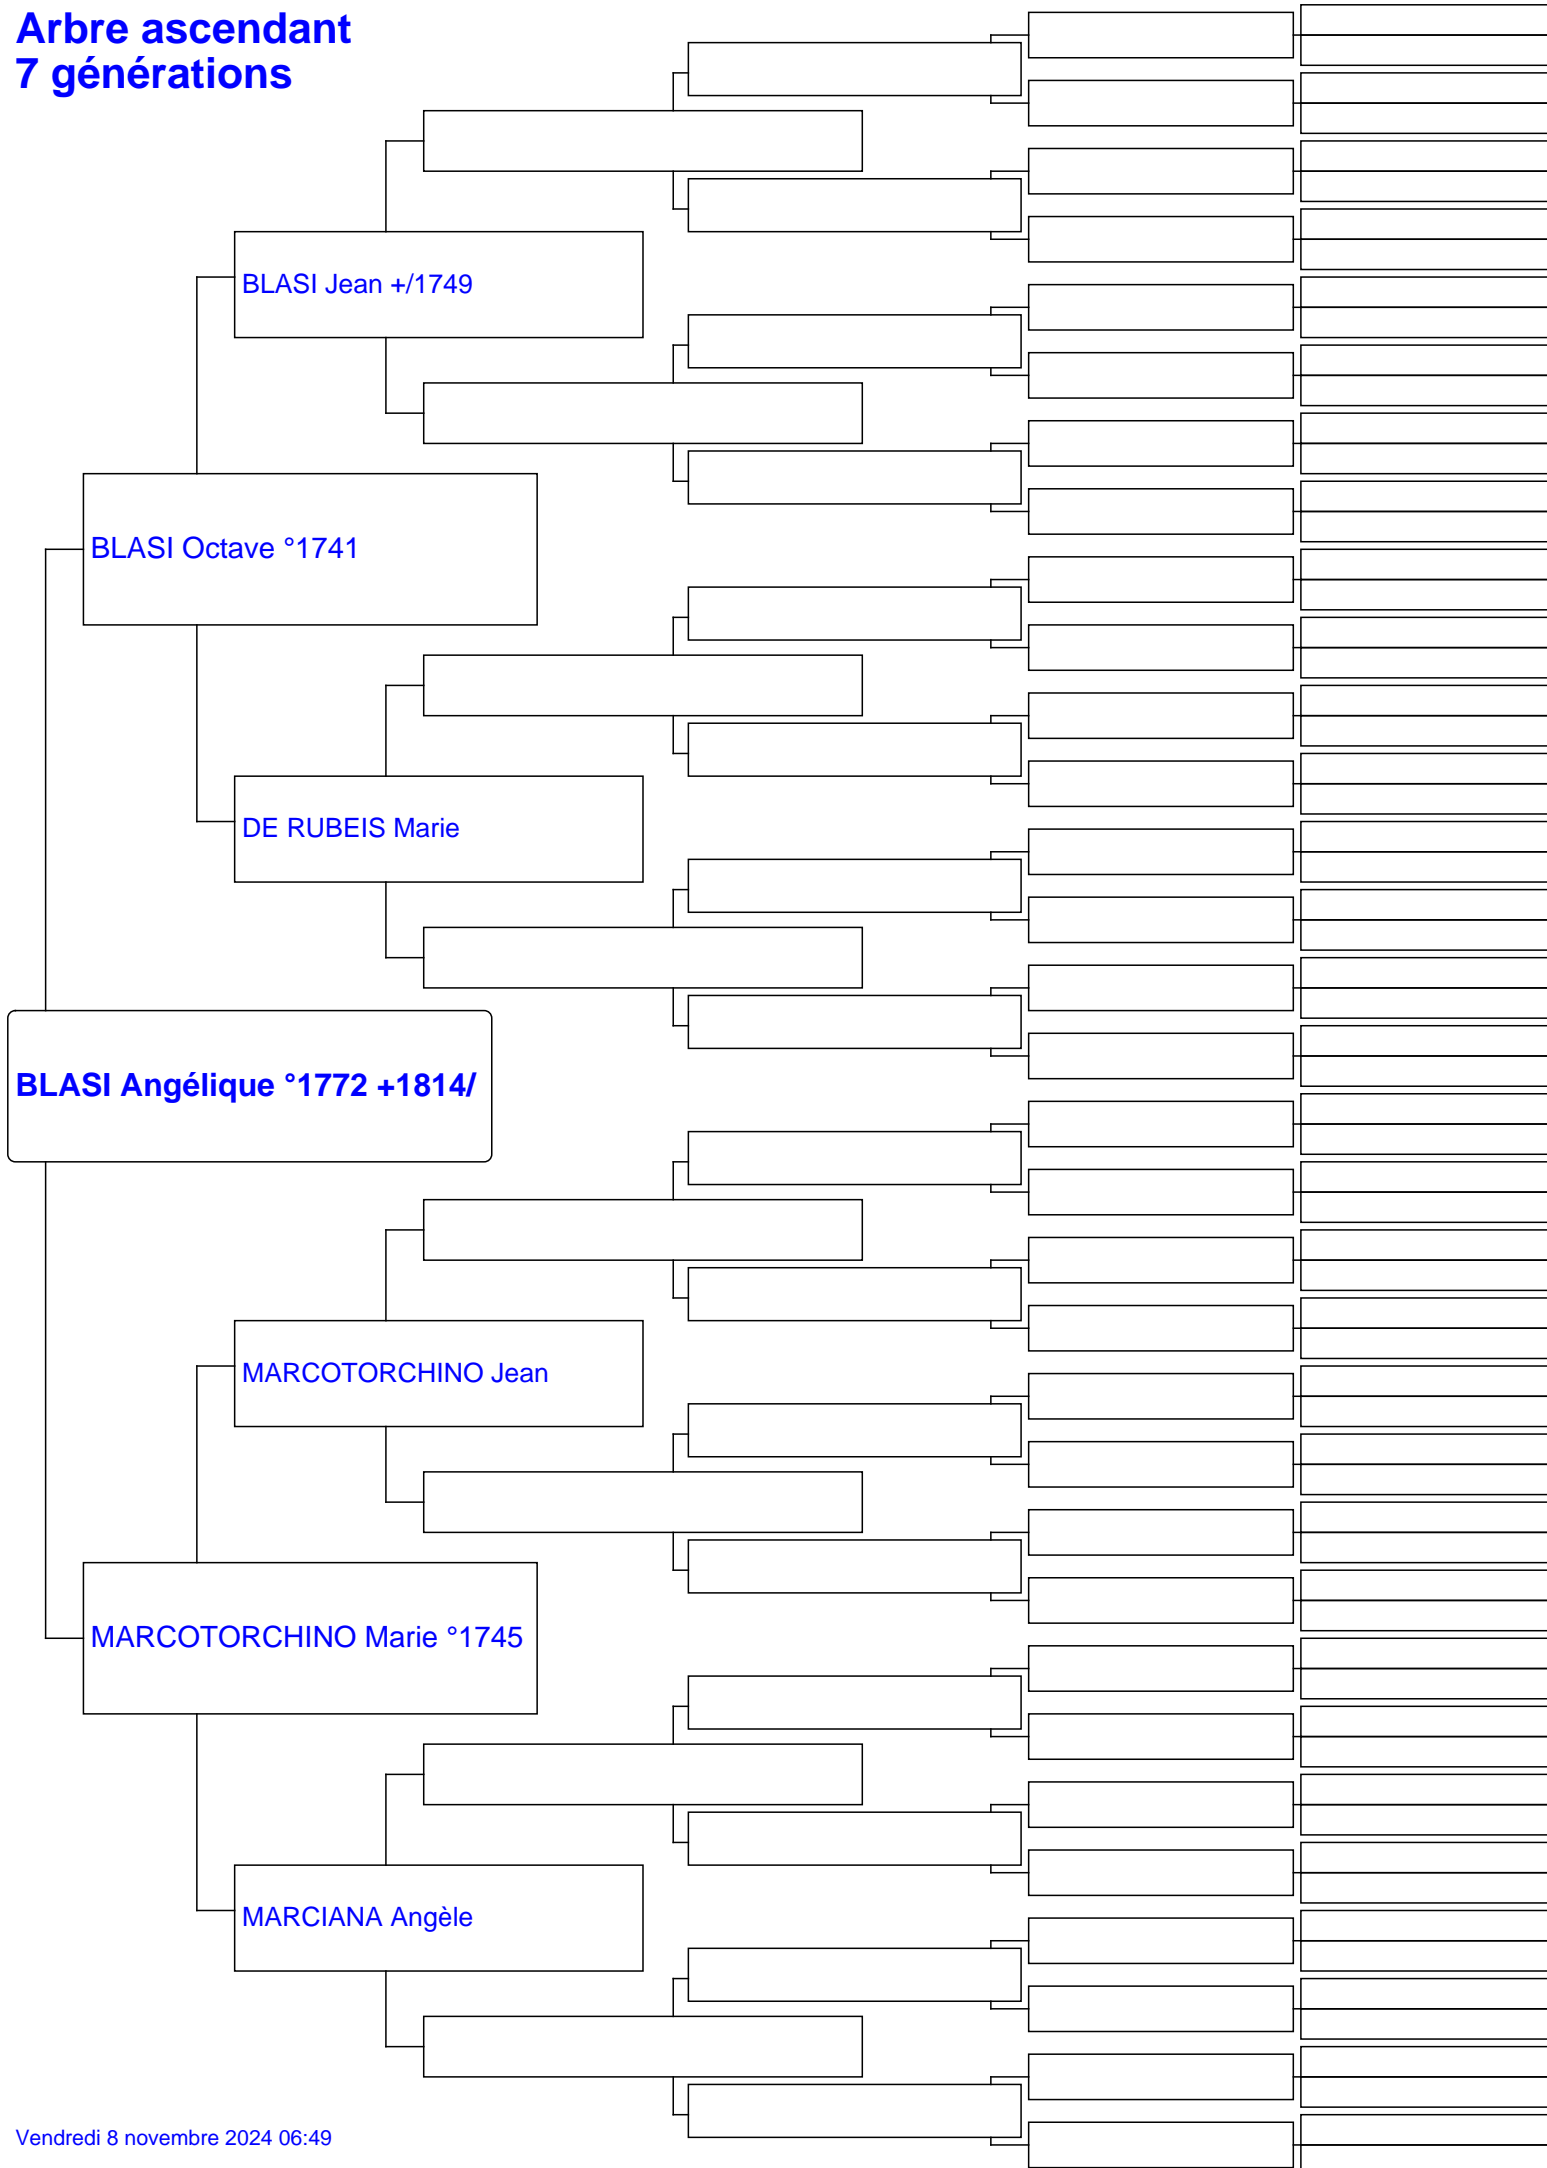 Arbre ascendant
7 générations
BLASI Jean +/1749
BLASI Octave °1741
DE RUBEIS Marie
BLASI Angélique °1772 +1814/
MARCOTORCHINO Jean
MARCOTORCHINO Marie °1745
MARCIANA Angèle
Vendredi 8 novembre 2024 06:49